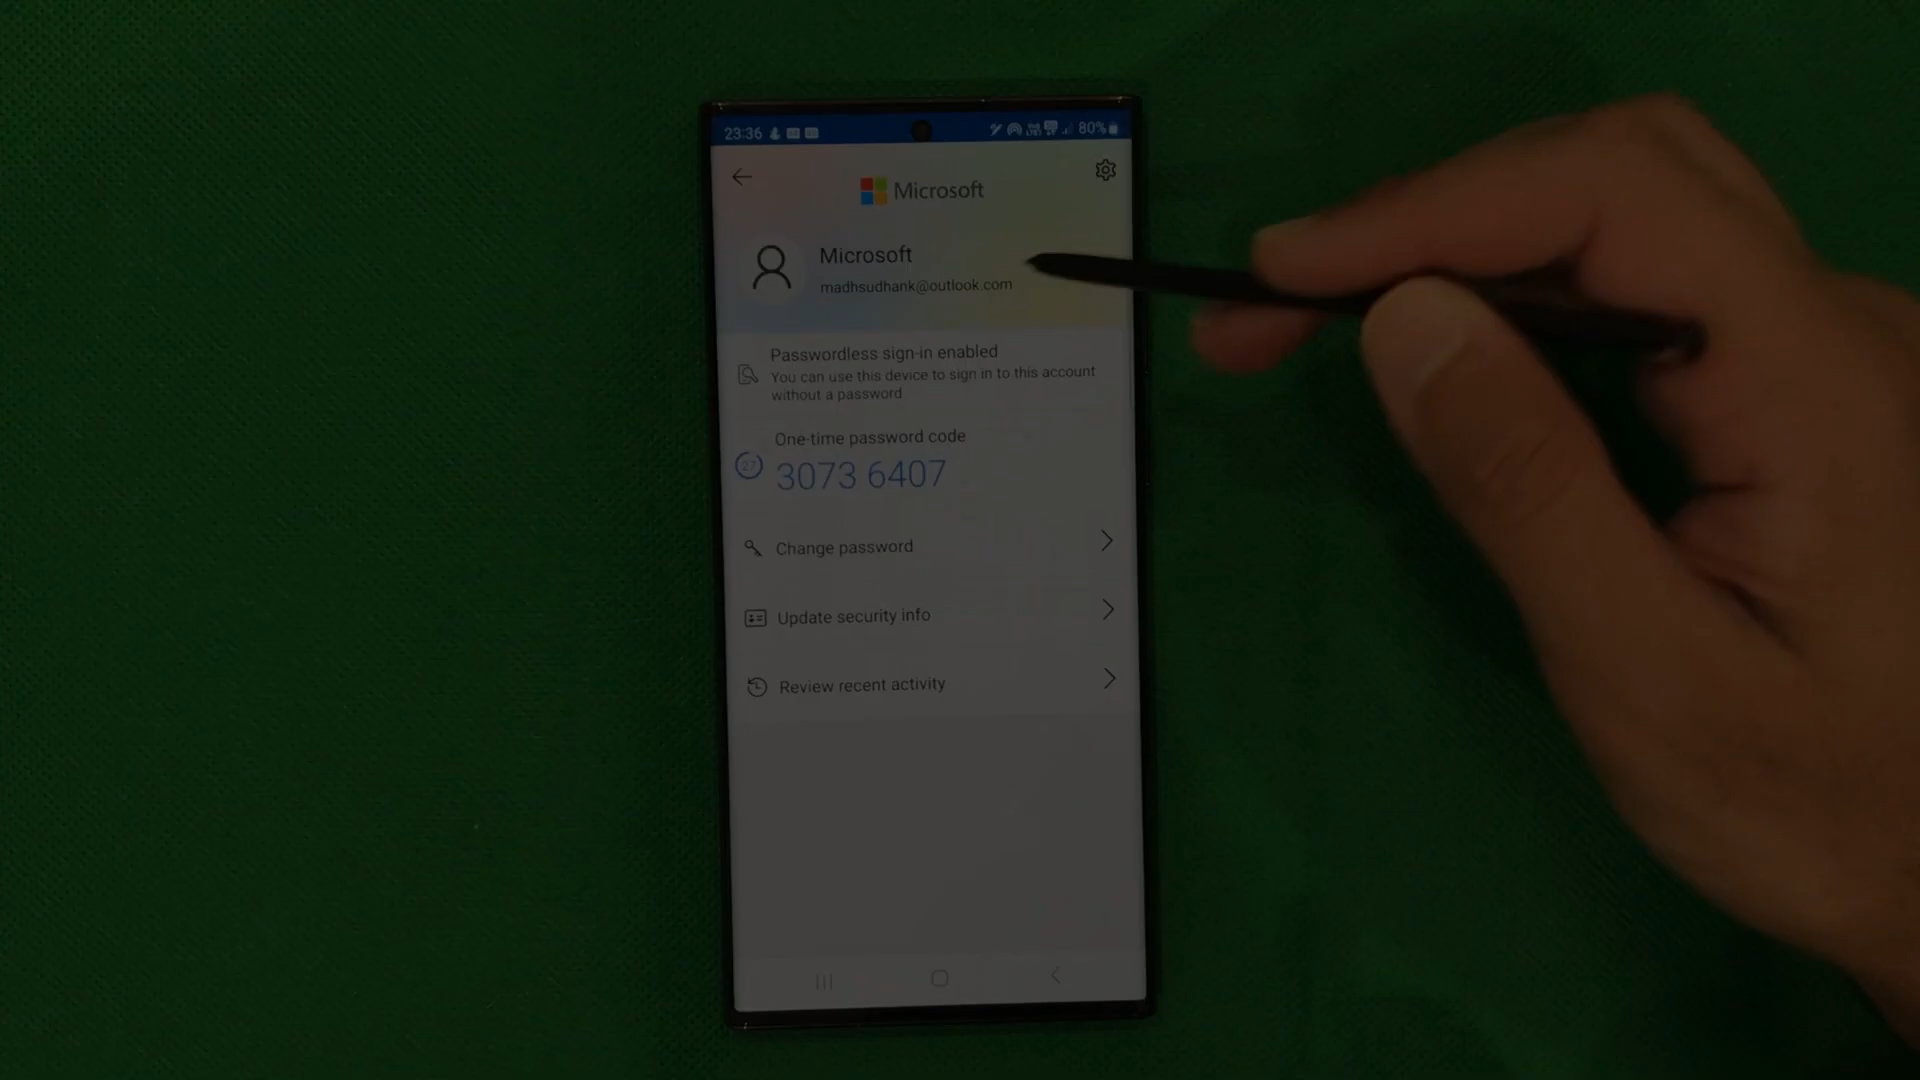 23:36
80%
Microsoft
Microsoft
madhsudhank@outlook.com
Passwordless sign-in enabled
You can use this device to sign in to this account
without a password
One-time password code
27
3073 6407
Change password
Update security info
Review recent activity